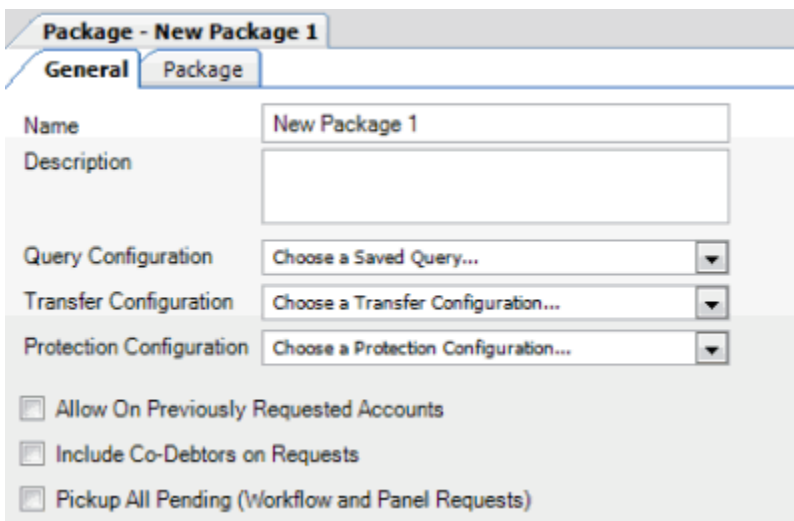 Package - New Package 1
General Package
Name New Package 1
Description
Query Configuration Choose a Saved Query...
Transfer Configuration Choose a Transfer Configuration...
Protection Configuration Choose a Protection Configuration...
Allow On Previously Requested Accounts
Include Co-Debtors on Requests
Pickup All Pending (Workflow and Panel Requests)